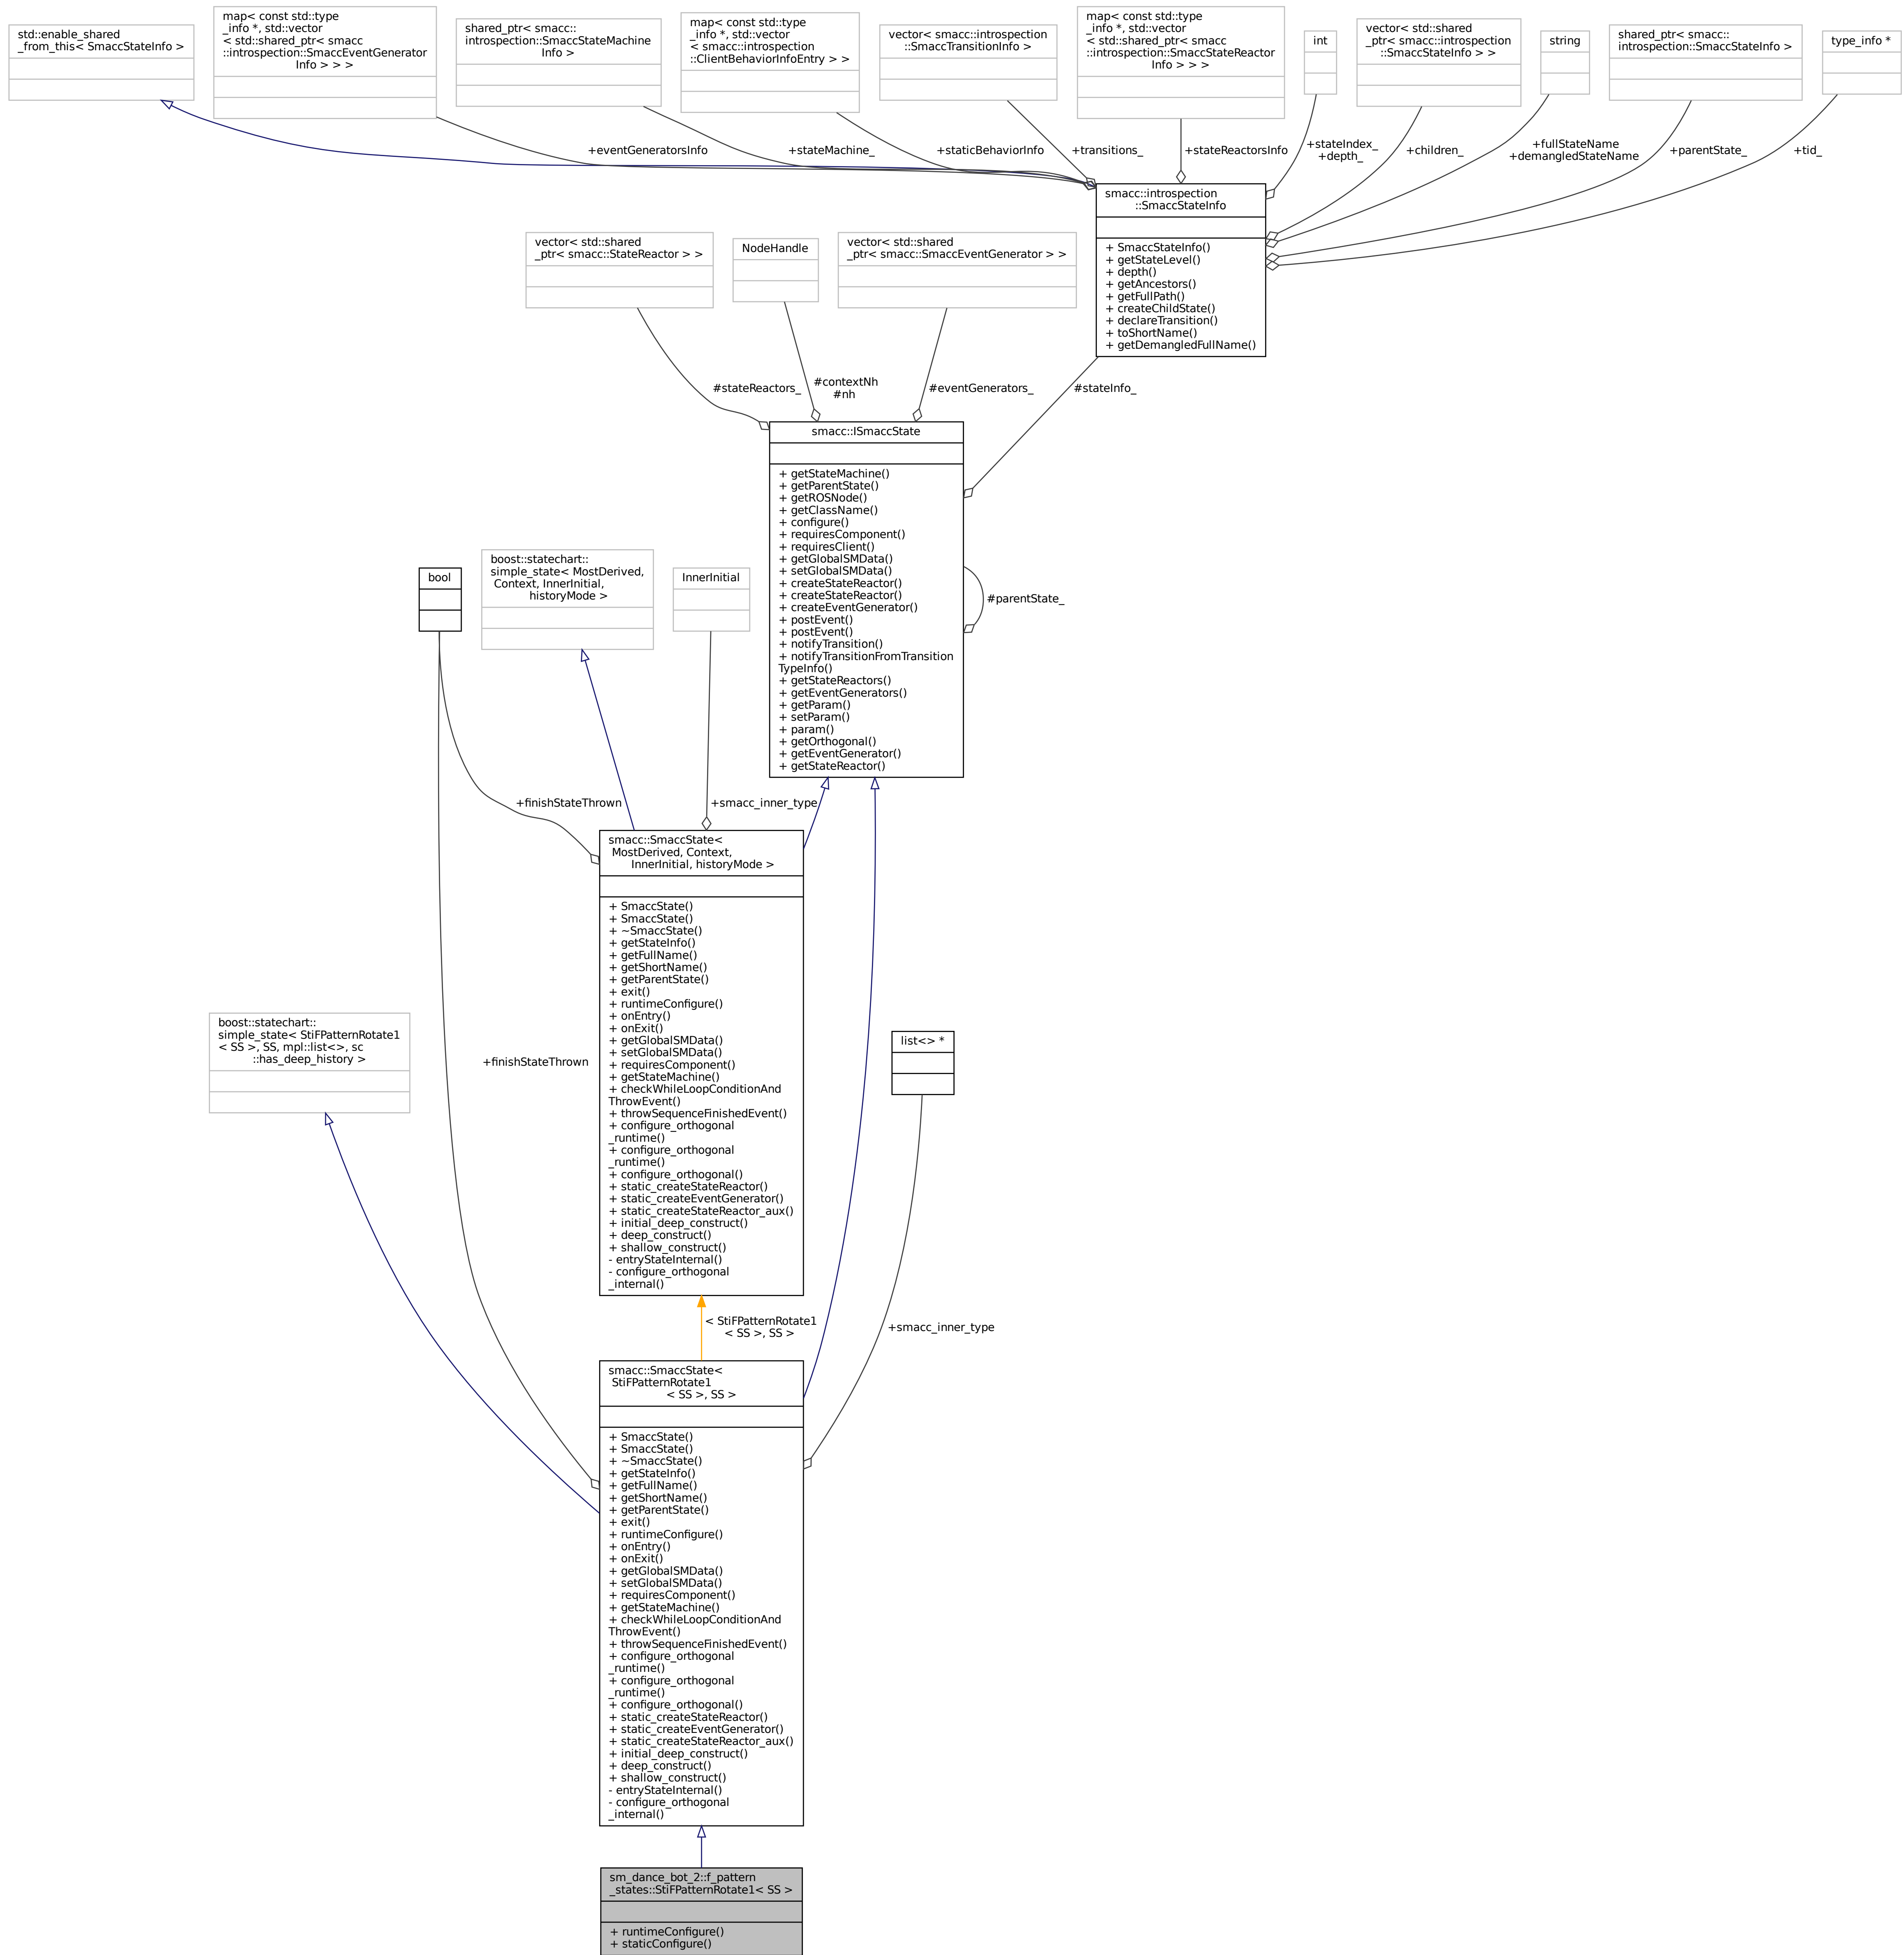 std::enable_shared
_from_this< SmaccStateInfo >
map< const std::type
_info *, std::vector
< std::shared_ptr< smacc
::introspection::SmaccEventGenerator
Info > > >
shared_ptr< smacc::
introspection::SmaccStateMachine
Info >
map< const std::type
_info *, std::vector
< smacc::introspection
::ClientBehaviorInfoEntry > >
vector< smacc::introspection
::SmaccTransitionInfo >
map< const std::type
_info *, std::vector
< std::shared_ptr< smacc
::introspection::SmaccStateReactor
Info > > >
int
vector< std::shared
_ptr< smacc::introspection
::SmaccStateInfo > >
string
shared_ptr< smacc::
introspection::SmaccStateInfo >
type_info *
+eventGeneratorsInfo
+stateMachine_
+staticBehaviorInfo
+transitions_
+stateReactorsInfo
+stateIndex_
+depth_
+children_
+fullStateName
+demangledStateName
+parentState_
+tid_
smacc::introspection
::SmaccStateInfo
+ SmaccStateInfo()
+ getStateLevel()
+ depth()
+ getAncestors()
+ getFullPath()
+ createChildState()
+ declareTransition()
+ toShortName()
+ getDemangledFullName()
vector< std::shared
_ptr< smacc::StateReactor > >
NodeHandle
vector< std::shared
_ptr< smacc::SmaccEventGenerator > >
#stateReactors_
#contextNh
#nh
#eventGenerators_
#stateInfo_
smacc::ISmaccState
+ getStateMachine()
+ getParentState()
+ getROSNode()
+ getClassName()
+ configure()
+ requiresComponent()
+ requiresClient()
+ getGlobalSMData()
+ setGlobalSMData()
+ createStateReactor()
+ createStateReactor()
+ createEventGenerator()
+ postEvent()
+ postEvent()
+ notifyTransition()
+ notifyTransitionFromTransition
TypeInfo()
+ getStateReactors()
+ getEventGenerators()
+ getParam()
+ setParam()
+ param()
+ getOrthogonal()
+ getEventGenerator()
+ getStateReactor()
#parentState_
bool
boost::statechart::
simple_state< MostDerived,
Context, InnerInitial,
historyMode >
InnerInitial
+finishStateThrown
+smacc_inner_type
smacc::SmaccState<
MostDerived, Context,
InnerInitial, historyMode >
+ SmaccState()
+ SmaccState()
+ ~SmaccState()
+ getStateInfo()
+ getFullName()
+ getShortName()
+ getParentState()
+ exit()
+ runtimeConfigure()
+ onEntry()
+ onExit()
+ getGlobalSMData()
+ setGlobalSMData()
+ requiresComponent()
+ getStateMachine()
+ checkWhileLoopConditionAnd
ThrowEvent()
+ throwSequenceFinishedEvent()
+ configure_orthogonal
_runtime()
+ configure_orthogonal
_runtime()
+ configure_orthogonal()
+ static_createStateReactor()
+ static_createEventGenerator()
+ static_createStateReactor_aux()
+ initial_deep_construct()
+ deep_construct()
+ shallow_construct()
- entryStateInternal()
- configure_orthogonal
_internal()
boost::statechart::
simple_state< StiFPatternRotate1
< SS >, SS, mpl::list<>, sc
::has_deep_history >
+finishStateThrown
list<> *
< StiFPatternRotate1
< SS >, SS >
+smacc_inner_type
smacc::SmaccState<
StiFPatternRotate1
< SS >, SS >
+ SmaccState()
+ SmaccState()
+ ~SmaccState()
+ getStateInfo()
+ getFullName()
+ getShortName()
+ getParentState()
+ exit()
+ runtimeConfigure()
+ onEntry()
+ onExit()
+ getGlobalSMData()
+ setGlobalSMData()
+ requiresComponent()
+ getStateMachine()
+ checkWhileLoopConditionAnd
ThrowEvent()
+ throwSequenceFinishedEvent()
+ configure_orthogonal
_runtime()
+ configure_orthogonal
_runtime()
+ configure_orthogonal()
+ static_createStateReactor()
+ static_createEventGenerator()
+ static_createStateReactor_aux()
+ initial_deep_construct()
+ deep_construct()
+ shallow_construct()
- entryStateInternal()
- configure_orthogonal
_internal()
sm_dance_bot_2::f_pattern
_states::StiFPatternRotate1< SS >
+ runtimeConfigure()
+ staticConfigure()